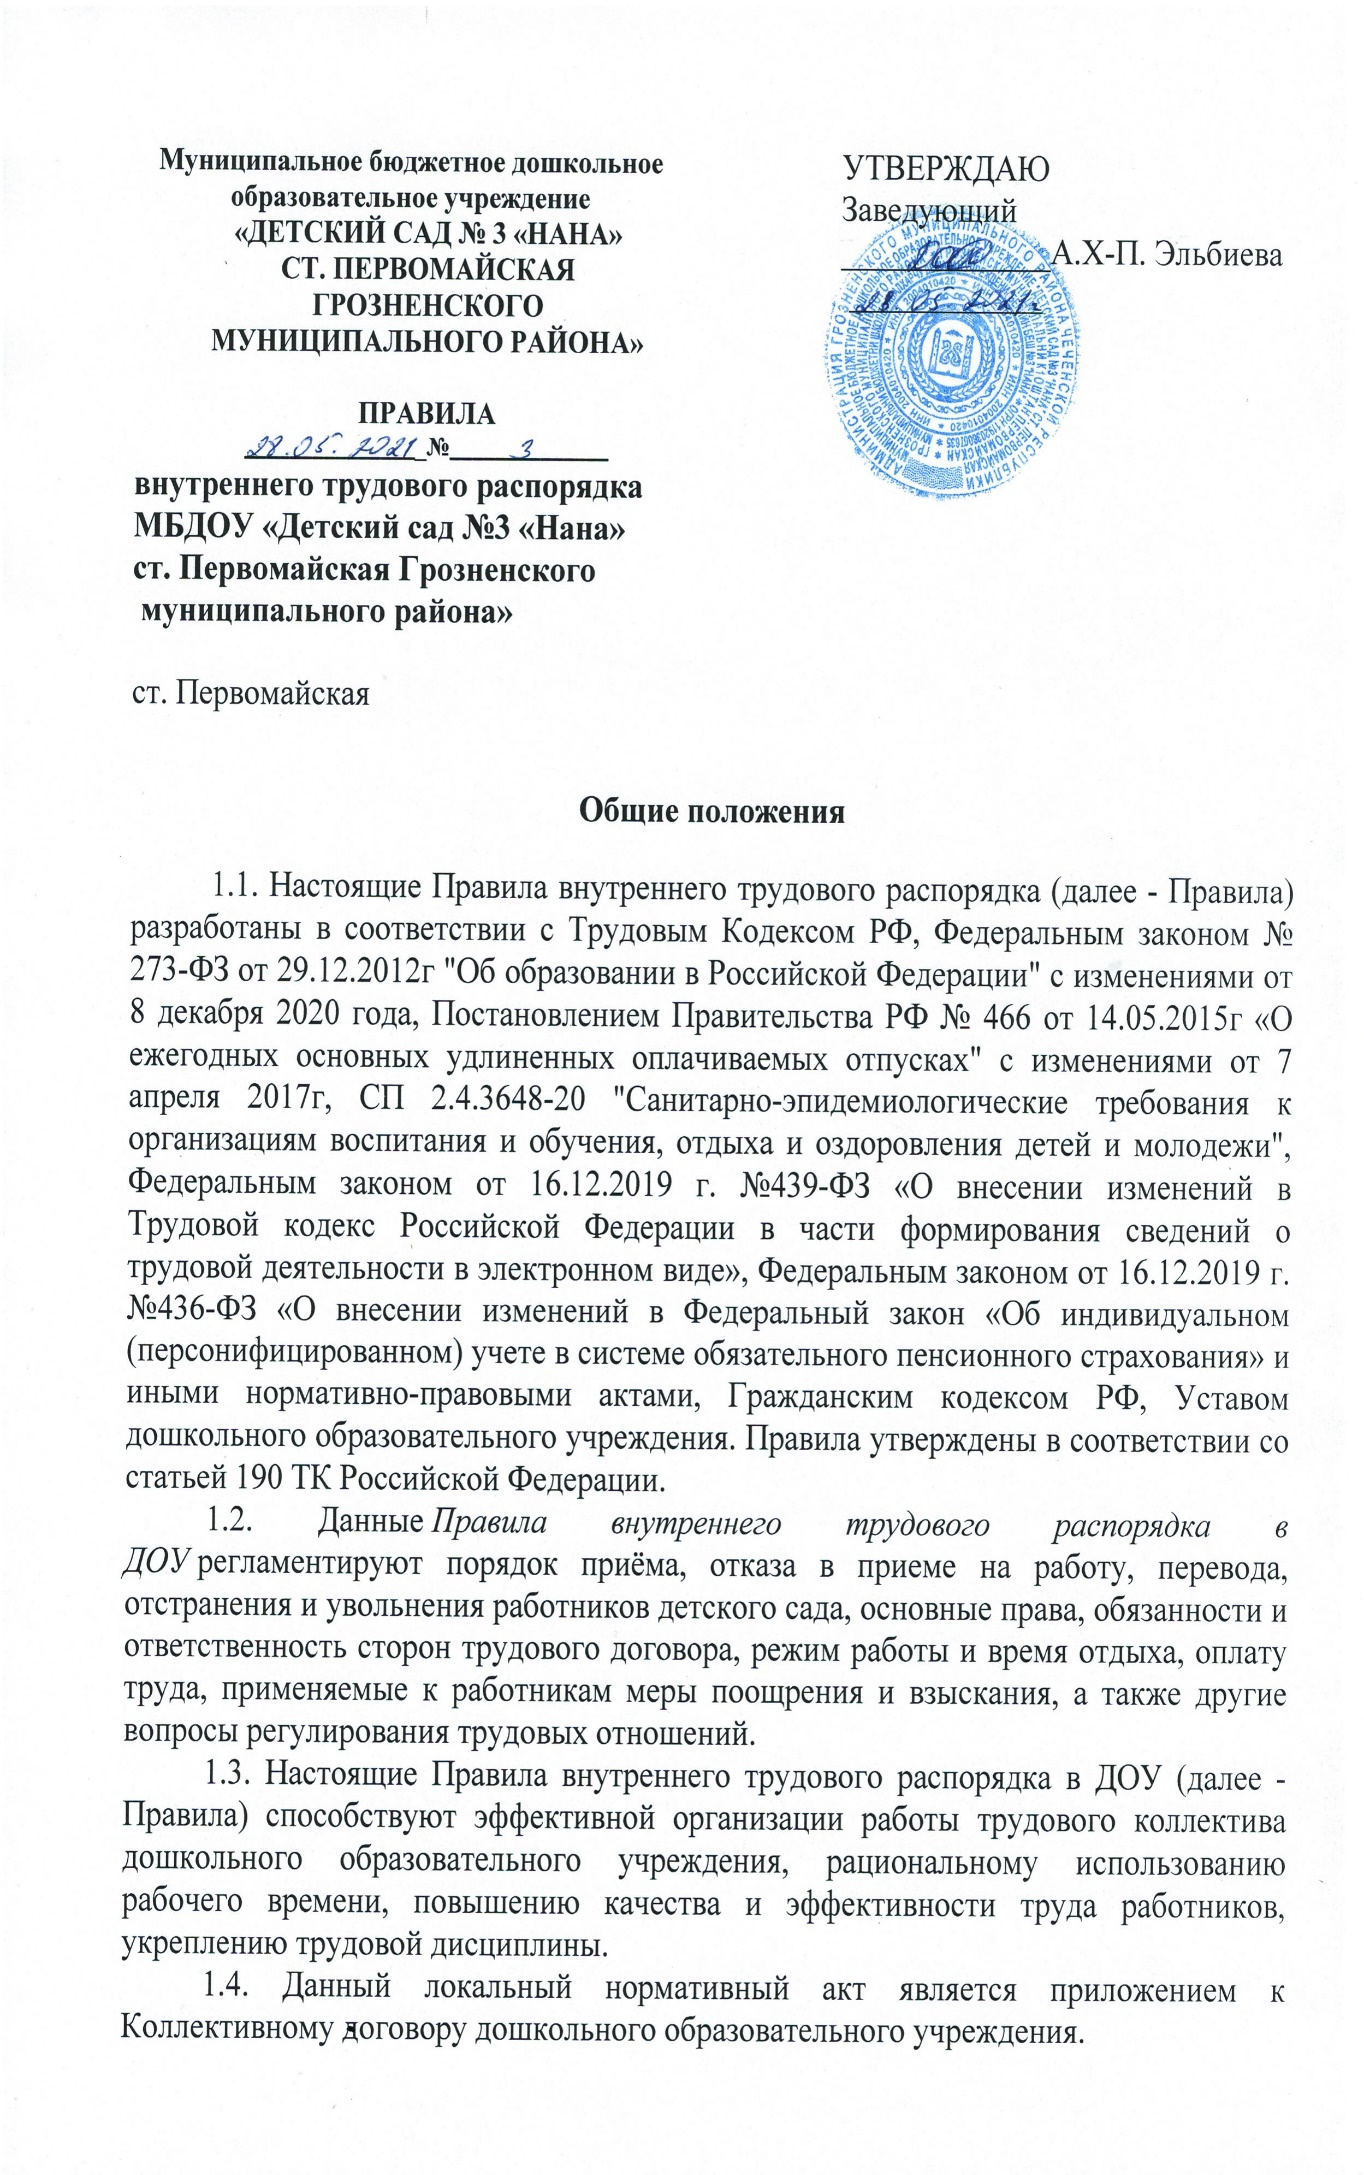 Муниципальное бюджетное дошкольное
образовательное учреждение
«ДЕТСКИЙ САД № 3 «НАНА»
СТ. ПЕРВОМАЙСКАЯ
ГРОЗНЕНСКОГО
МУНИЦИПАЛЬНОГО РАЙОНА»
ПРАВИЛА
28.05.2021 № 3
внутреннего трудового распорядка
МБДОУ «Детский сад №3 «Нана»
ст. Первомайская Грозненского
муниципального района»
ст. Первомайская
УТВЕРЖДАЮ
Заведующий
А.Х-П. Эльбиева
28 05 2021г
АДМИНИСТРАЦИЯ ГРОЗНЕНСКОГО МУНИЦИПАЛЬНОГО РАЙОНА ЧЕЧЕНСКОЙ РЕСПУБЛИКИ
ИНН 2004010420
Общие положения
1.1. Настоящие Правила внутреннего трудового распорядка (далее - Правила)
разработаны в соответствии с Трудовым Кодексом РФ, Федеральным законом №
273-ФЗ от 29.12.2012г "Об образовании в Российской Федерации" с изменениями от
8 декабря 2020 года, Постановлением Правительства РФ № 466 от 14.05.2015г «О
ежегодных основных удлиненных оплачиваемых отпусках" с изменениями от 7
апреля 2017г, СП 2.4.3648-20 "Санитарно-эпидемиологические требования к
организациям воспитания и обучения, отдыха и оздоровления детей и молодежи",
Федеральным законом от 16.12.2019 г. №439-ФЗ «О внесении изменений в
Трудовой кодекс Российской Федерации в части формирования сведений о
трудовой деятельности в электронном виде», Федеральным законом от 16.12.2019 г.
№436-ФЗ «О внесении изменений в Федеральный закон «Об индивидуальном
(персонифицированном) учете в системе обязательного пенсионного страхования» и
иными нормативно-правовыми актами, Гражданским кодексом РФ, Уставом
дошкольного образовательного учреждения. Правила утверждены в соответствии со
статьей 190 ТК Российской Федерации.
1.2. Данные Правила внутреннего трудового распорядка в
ДОУ регламентируют порядок приёма, отказа в приеме на работу, перевода,
отстранения и увольнения работников детского сада, основные права, обязанности и
ответственность сторон трудового договора, режим работы и время отдыха, оплату
труда, применяемые к работникам меры поощрения и взыскания, а также другие
вопросы регулирования трудовых отношений.
1.3. Настоящие Правила внутреннего трудового распорядка в ДОУ (далее -
Правила) способствуют эффективной организации работы трудового коллектива
дошкольного образовательного учреждения, рациональному использованию
рабочего времени, повышению качества и эффективности труда работников,
укреплению трудовой дисциплины.
1.4. Данный локальный нормативный акт является приложением к
Коллективному договору дошкольного образовательного учреждения.